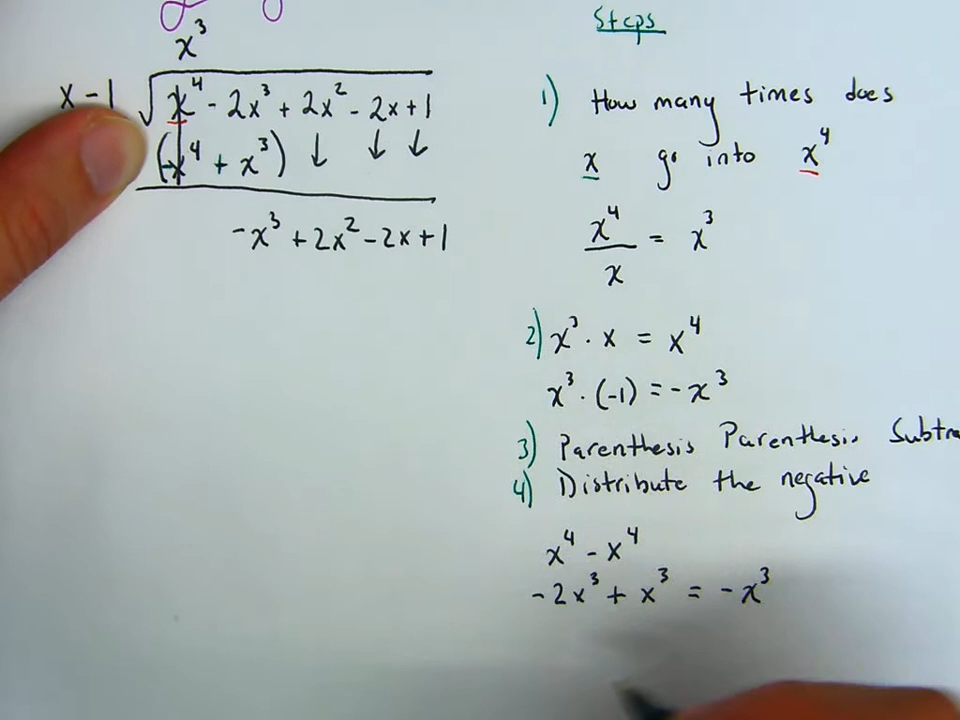 x³
x - 1 √ x⁴ - 2x³ + 2x² - 2x + 1
(-x⁴ + x³) ↓ ↓ ↓
-x³ + 2x² - 2x + 1
Steps
1) How many times does
x go into x⁴
x⁴/x = x³
2) x³ · x = x⁴
x³ · (-1) = -x³
3) Parenthesis Parenthesis
4) Distribute the negative
x⁴ - x⁴
-2x³ + x³ = -x³